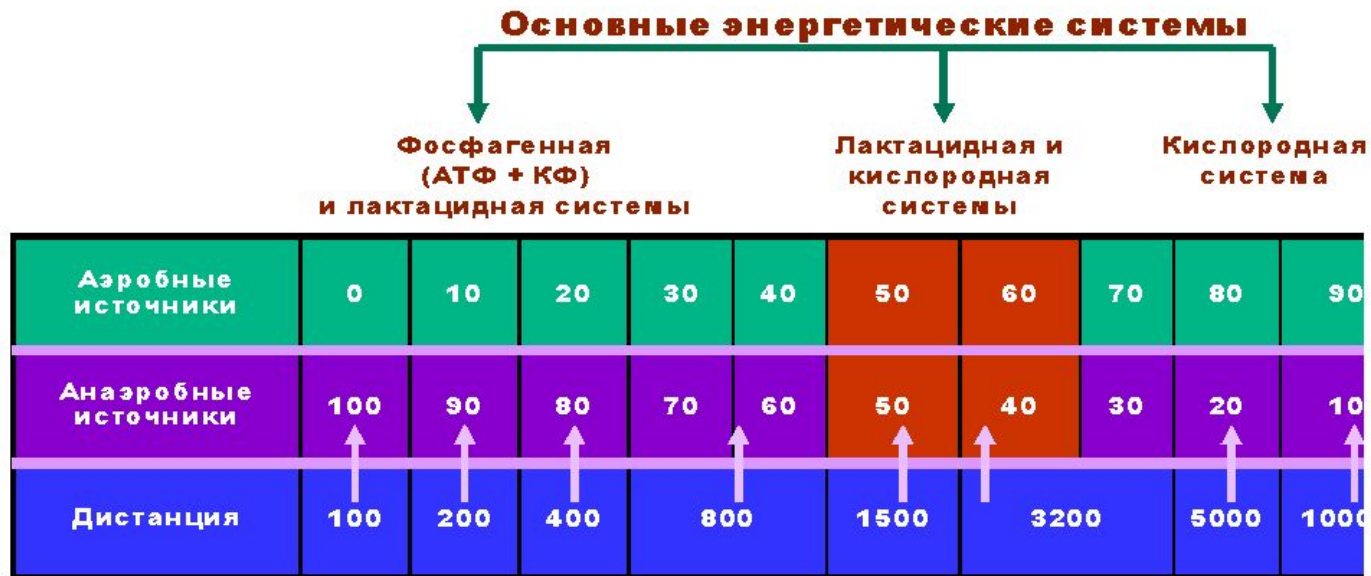 Основные энергетические системы
Фосфагенная
(АТФ + КФ)
и лактацидная системы
Лактацидная и
кислородная
системы
Кислородная
система
Аэробные
источники
0 10 20 30 40 50 60 70 80 90
Анаэробные
источники
100 90 80 70 60 50 40 30 20 10
Дистанция 100 200 400 800 1500 3200 5000